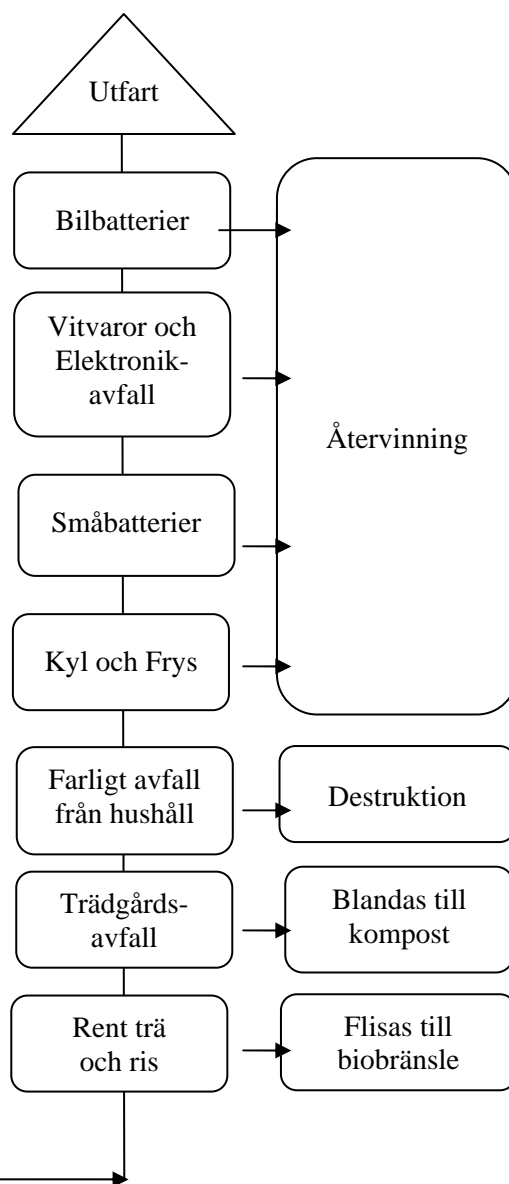 Utfart
Bilbatterier
Vitvaror och
Elektronik-
avfall
Återvinning
Småbatterier
Kyl och Frys
Farligt avfall
från hushåll
Destruktion
Trädgårds-
avfall
Blandas till
kompost
Rent trä
och ris
Flisas till
biobränsle